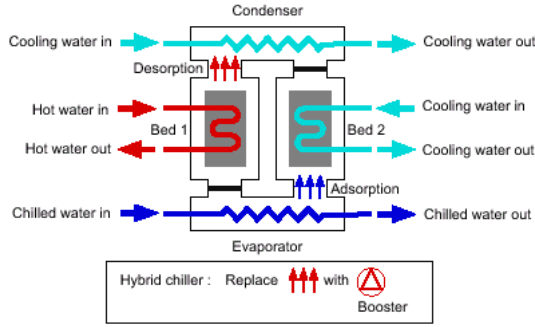 Condenser
Cooling water in
Cooling water out
Desorption
Hot water in
Cooling water in
Bed 1
Bed 2
Hot water out
Cooling water out
Adsorption
Chilled water in
Chilled water out
Evaporator
Hybrid chiller : Replace with
Booster